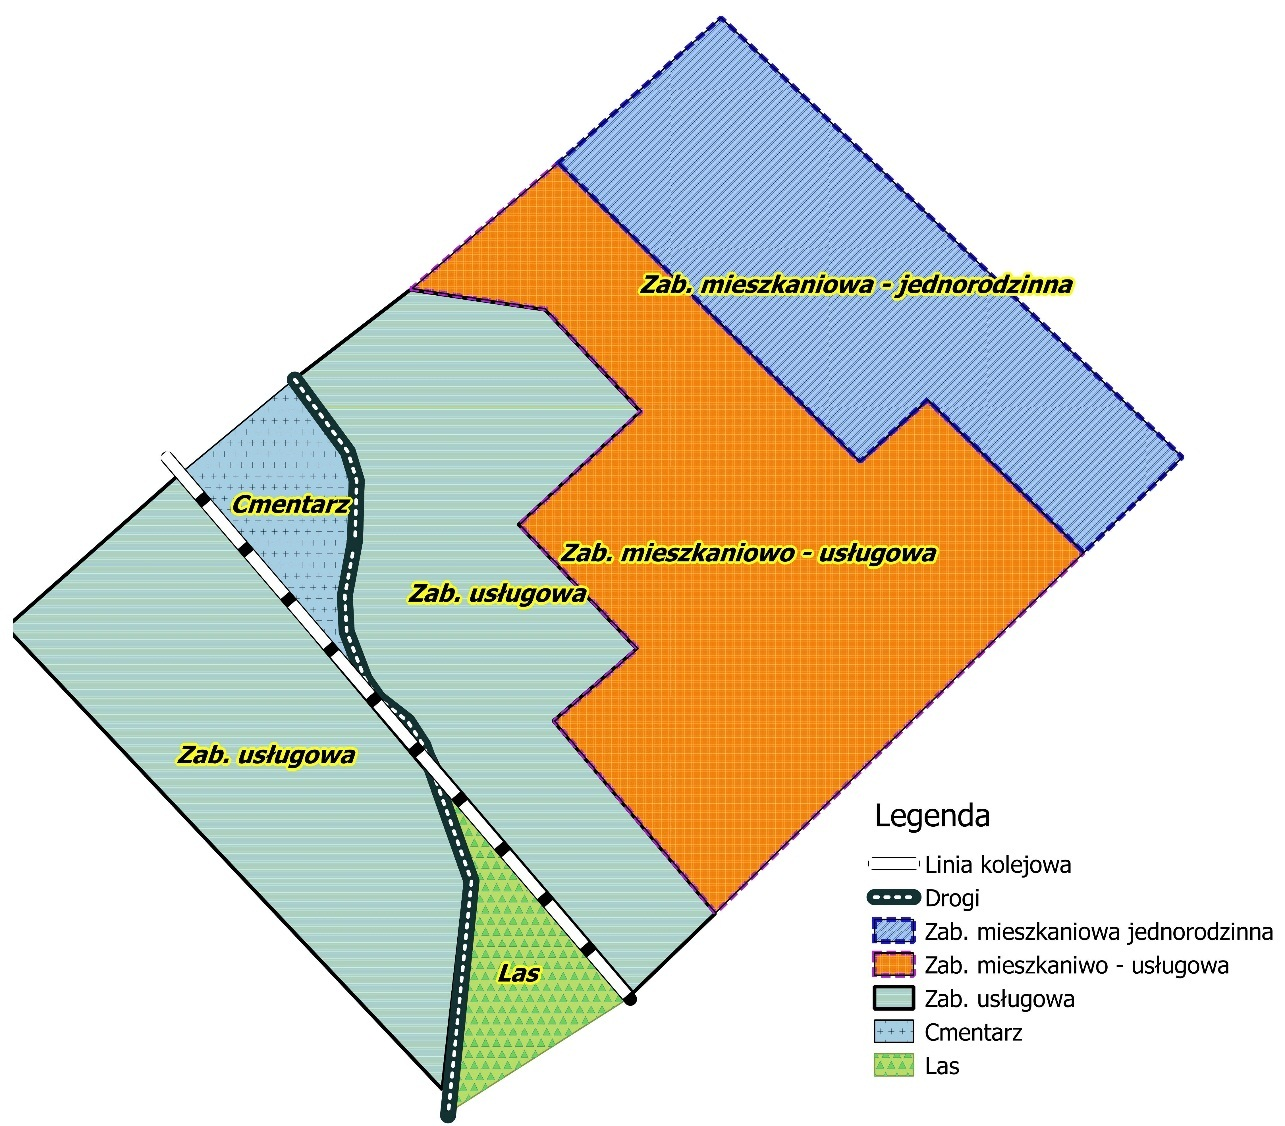 Zab. mieszkaniowa - jednorodzinna
Cmentarz
Zab. mieszkaniowo - usługowa
Zab. usługowa
Zab. usługowa
Las
Legenda
Linia kolejowa
Drogi
Zab. mieszkaniowa jednorodzinna
Zab. mieszkaniwo - usługowa
Zab. usługowa
Cmentarz
Las